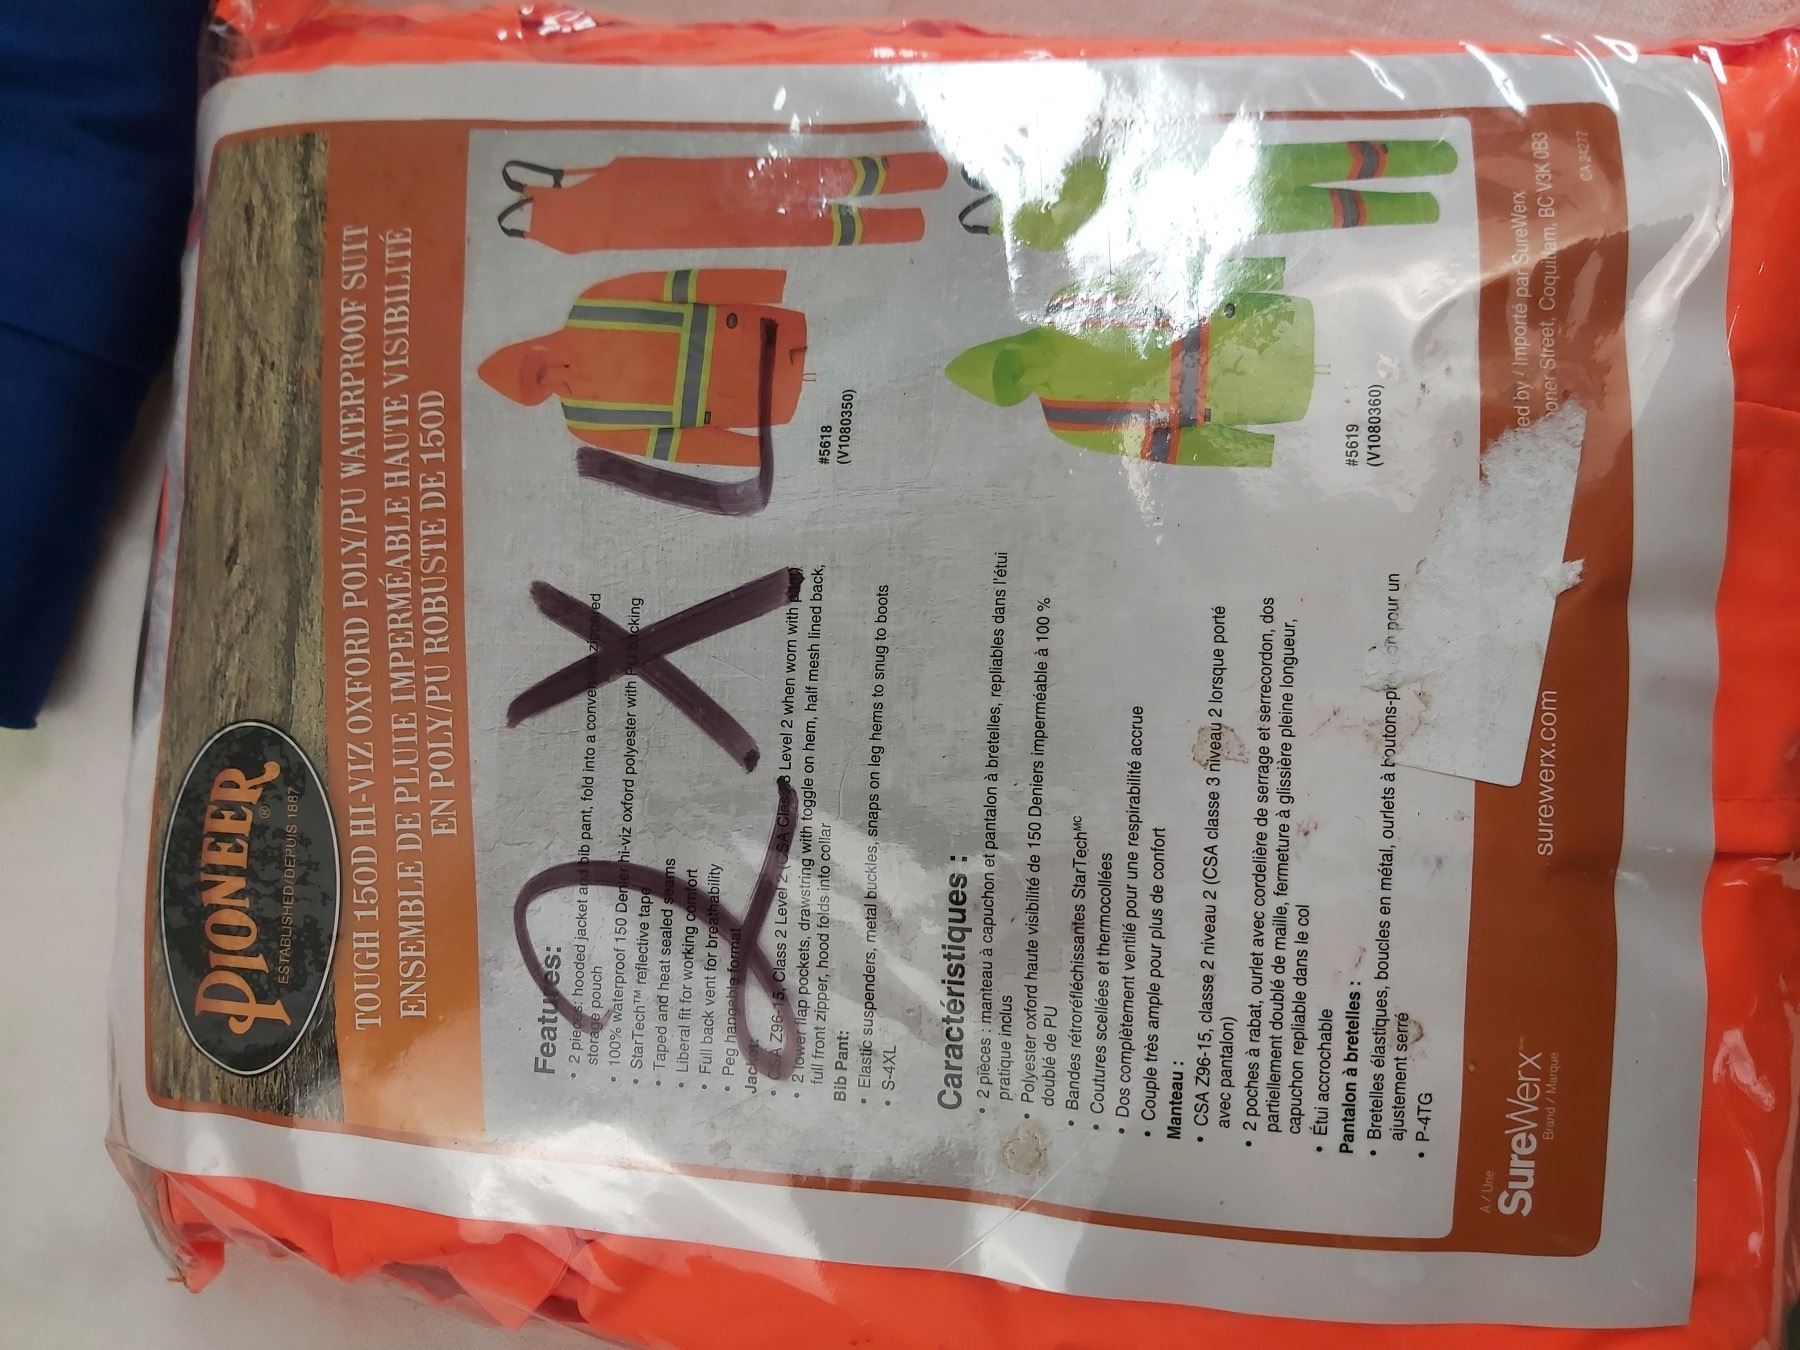 PIONEER®
ESTABLISHED/DEPUIS 1887
TOUGH 150D HI-VIZ OXFORD POLY/PU WATERPROOF SUIT
ENSEMBLE DE PLUIE IMPERMÉABLE HAUTE VISIBILITÉ
EN POLY/PU ROBUSTE DE 150D
2XL
Features:
• 2 pieces: hooded jacket and bib pant, fold into a convenient zippered
storage pouch
• 100% waterproof 150 Denier hi-viz oxford polyester with PU backing
• StarTech™ reflective tape
• Taped and heat sealed seams
• Liberal fit for working comfort
• Full back vent for breathability
• Peg hangable format
Jacket:
• CSA Z96-15, Class 2 Level 2 (CSA Class 3 Level 2 when worn with pant)
• 2 lower flap pockets, drawstring with toggle on hem, half mesh lined back,
full front zipper, hood folds into collar
Bib Pant:
• Elastic suspenders, metal buckles, snaps on leg hems to snug to boots
• S-4XL
Caractéristiques :
• 2 pièces : manteau à capuchon et pantalon à bretelles, repliables dans l'étui
pratique inclus
• Polyester oxford haute visibilité de 150 Deniers imperméable à 100 %
doublé de PU
• Bandes rétroréfléchissantes StarTechMC
• Coutures scellées et thermocollées
• Dos complètement ventilé pour une respirabilité accrue
• Couple très ample pour plus de confort
Manteau :
• CSA Z96-15, classe 2 niveau 2 (CSA classe 3 niveau 2 lorsque porté
avec pantalon)
• 2 poches à rabat, ourlet avec cordelière de serrage et serrecordon, dos
partiellement doublé de maille, fermeture à glissière pleine longueur,
capuchon repliable dans le col
• Étui accrochable
Pantalon à bretelles :
• Bretelles élastiques, boucles en métal, ourlets à boutons-pression pour un
ajustement serré
• P-4TG
#5618
(V1080350)
#5619
(V1080360)
A / Une
SureWerx™
Brand / Marque
surewerx.com
by / Importé par SureWerx
Street, Coquitlam, BC V3K 0B3
CA 24277